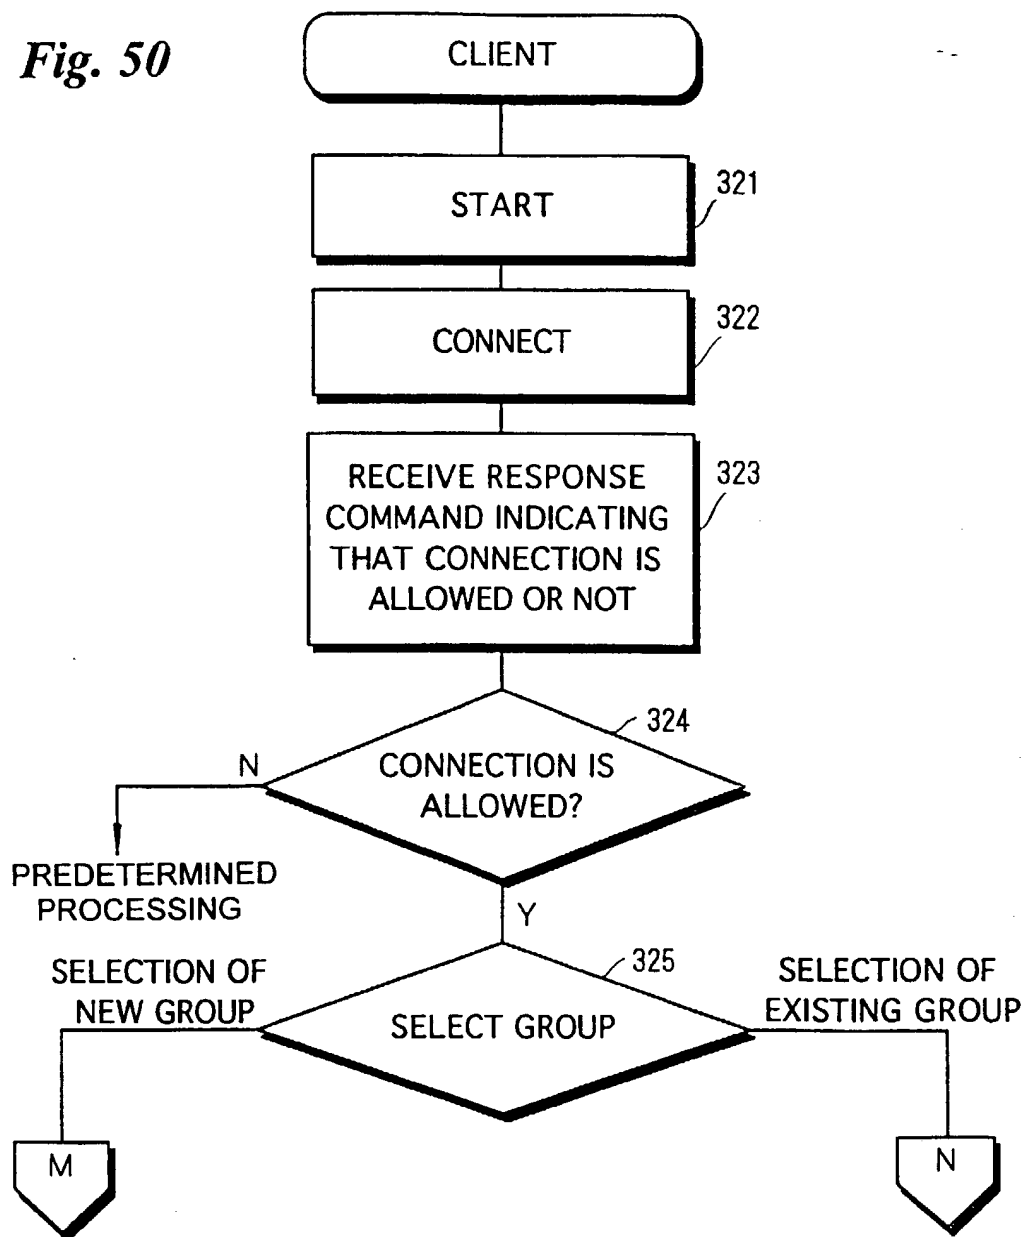 Fig. 50
CLIENT
START
321
CONNECT
322
RECEIVE RESPONSE
COMMAND INDICATING
THAT CONNECTION IS
ALLOWED OR NOT
323
324
CONNECTION IS
ALLOWED?
N
PREDETERMINED
PROCESSING
Y
325
SELECTION OF
NEW GROUP
SELECT GROUP
SELECTION OF
EXISTING GROUP
M
N